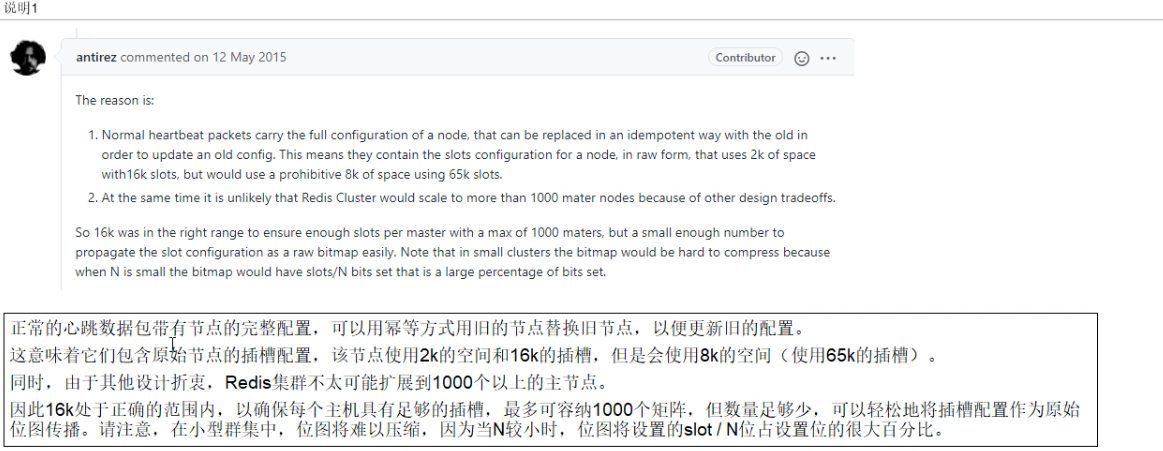 说明1
antirez commented on 12 May 2015
Contributor
The reason is:
1. Normal heartbeat packets carry the full configuration of a node, that can be replaced in an idempotent way with the old in
order to update an old config. This means they contain the slots configuration for a node, in raw form, that uses 2k of space
with16k slots, but would use a prohibitive 8k of space using 65k slots.
2. At the same time it is unlikely that Redis Cluster would scale to more than 1000 mater nodes because of other design tradeoffs.
So 16k was in the right range to ensure enough slots per master with a max of 1000 maters, but a small enough number to
propagate the slot configuration as a raw bitmap easily. Note that in small clusters the bitmap would be hard to compress because
when N is small the bitmap would have slots/N bits set that is a large percentage of bits set.
正常的心跳数据包带有节点的完整配置，可以用幂等方式用旧的节点替换旧节点，以便更新旧的配置。
这意味着它们包含原始节点的插槽配置，该节点使用2k的空间和16k的插槽，但是会使用8k的空间（使用65k的插槽）。
同时，由于其他设计折衷，Redis集群不太可能扩展到1000个以上的主节点。
因此16k处于正确的范围内，以确保每个主机具有足够的插槽，最多可容纳1000个矩阵，但数量足够少，可以轻松地将插槽配置作为原始
位图传播。请注意，在小型群集中，位图将难以压缩，因为当N较小时，位图将设置的slot / N位占设置位的很大百分比。